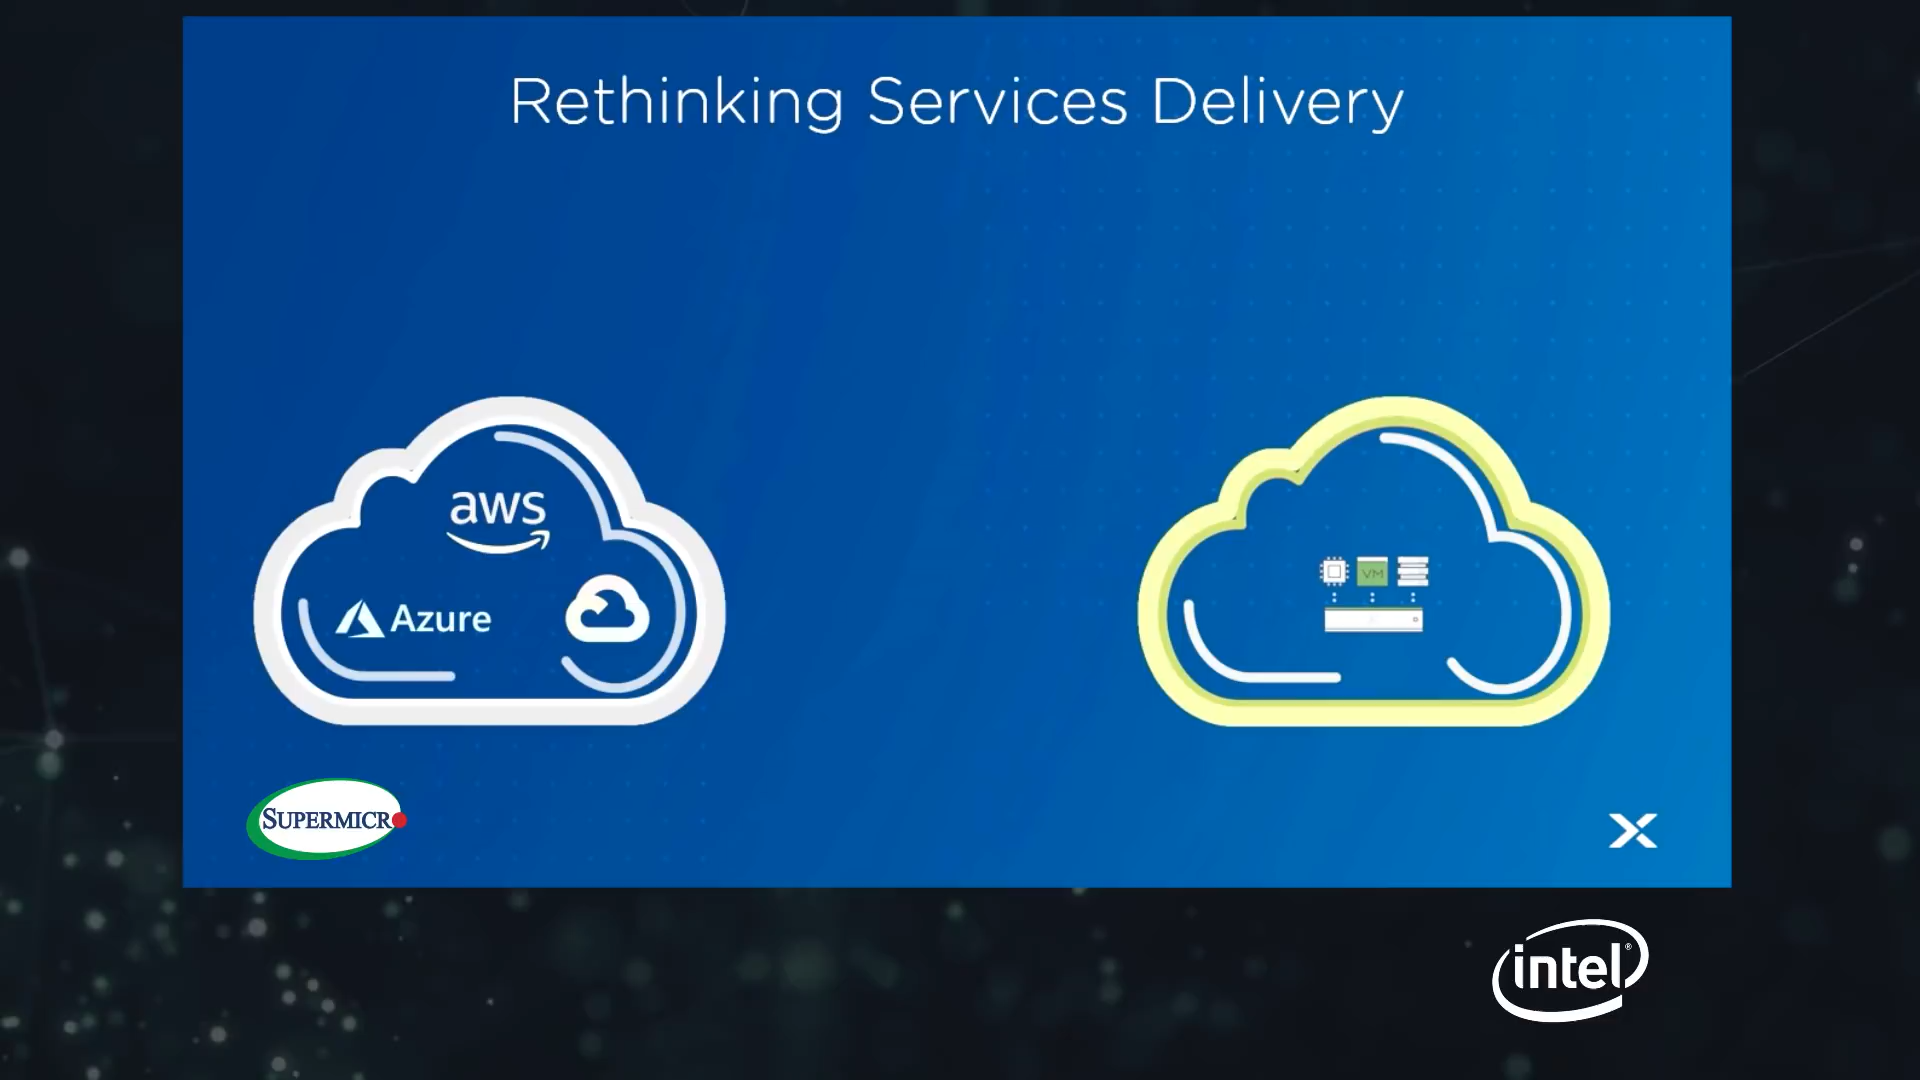 Rethinking Services Delivery
aws
Azure
VM
SUPERMICR
intel®